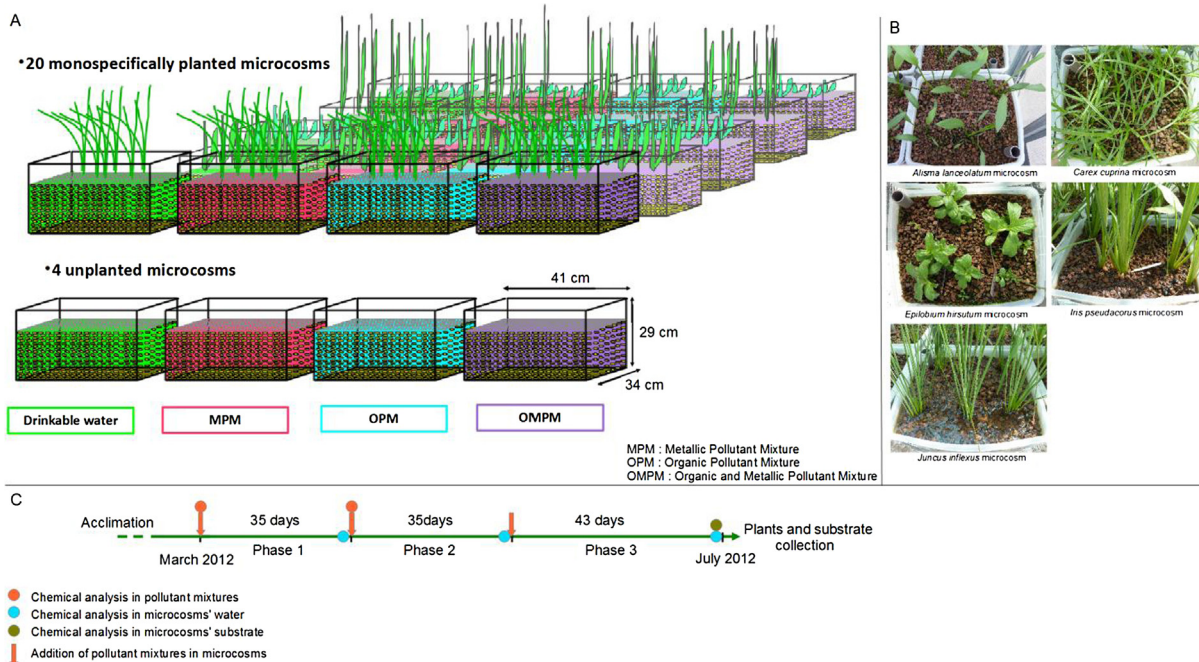 A
•20 monospecifically planted microcosms
•4 unplanted microcosms
41 cm
29 cm
34 cm
Drinkable water
MPM
OPM
OMPM
MPM : Metallic Pollutant Mixture
OPM : Organic Pollutant Mixture
OMPM : Organic and Metallic Pollutant Mixture
B
Alisma lanceolatum microcosm
Carex cuprina microcosm
Epilobium hirsutum microcosm
Iris pseudacorus microcosm
Juncus inflexus microcosm
C
Acclimation
35 days
35days
43 days
Plants and substrate
collection
March 2012
Phase 1
Phase 2
Phase 3
July 2012
Chemical analysis in pollutant mixtures
Chemical analysis in microcosms' water
Chemical analysis in microcosms' substrate
Addition of pollutant mixtures in microcosms